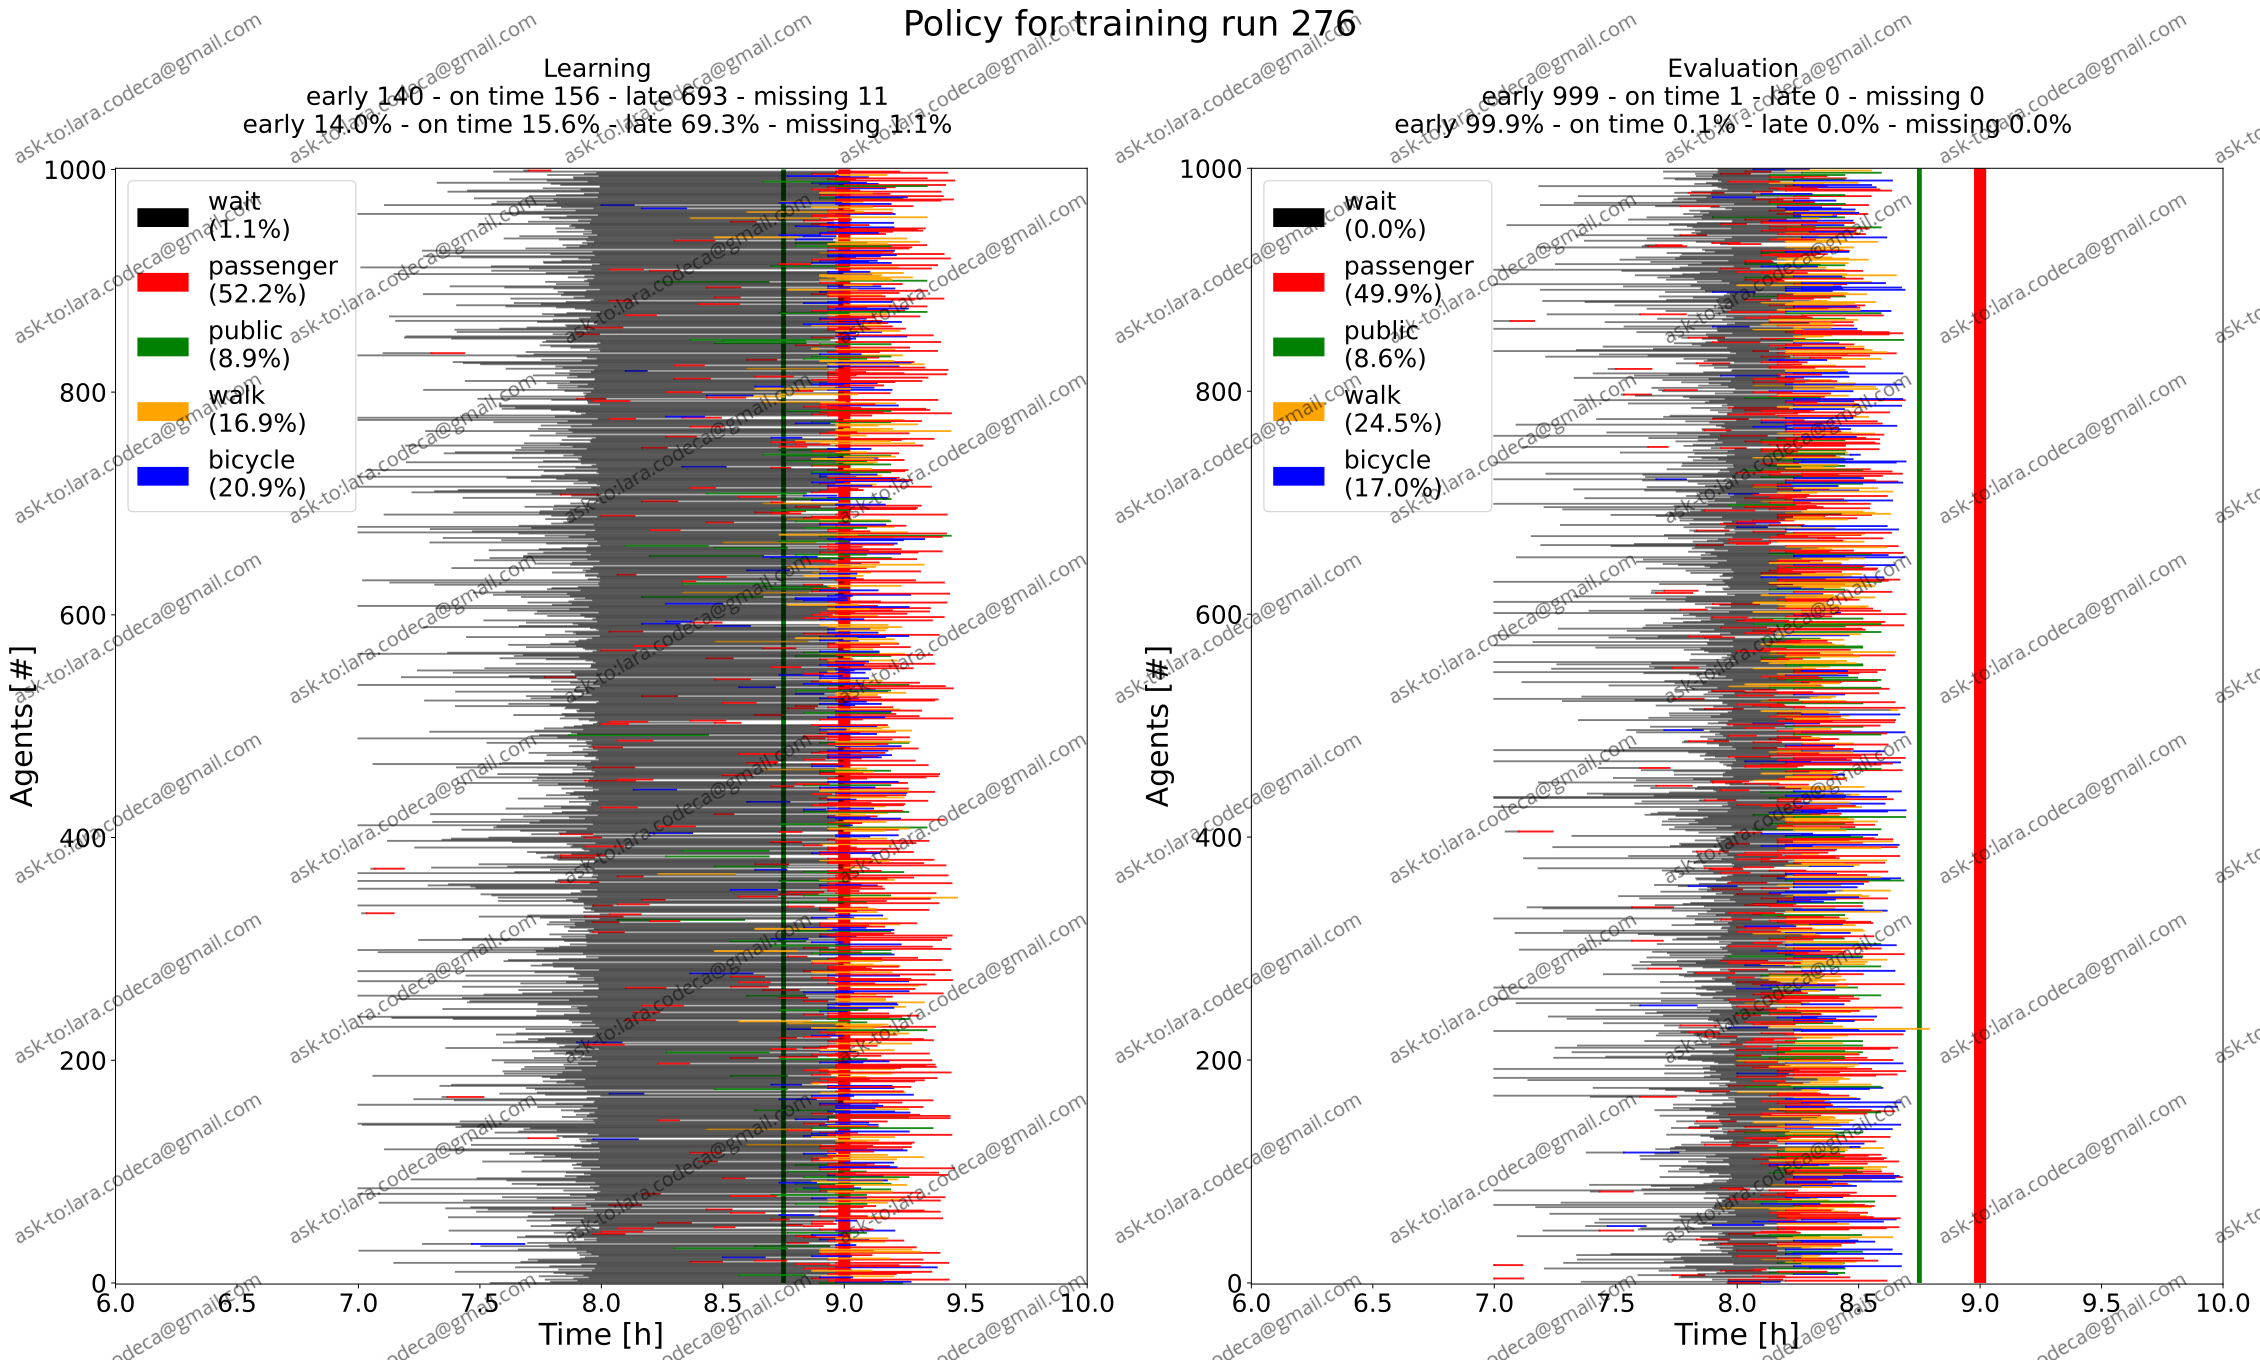 Policy for training run 276
Learning
early 140 - on time 156 - late 693 - missing 11
early 14.0% - on time 15.6% - late 69.3% - missing 1.1%
1000
800
600
400
200
0
6.0 6.5 7.0 7.5 8.0 8.5 9.0 9.5 10.0
Time [h]
Agents [#]
wait
(1.1%)
passenger
(52.2%)
public
(8.9%)
walk
(16.9%)
bicycle
(20.9%)
Evaluation
early 999 - on time 1 - late 0 - missing 0
early 99.9% - on time 0.1% - late 0.0% - missing 0.0%
1000
800
600
400
200
0
6.0 6.5 7.0 7.5 8.0 8.5 9.0 9.5 10.0
Time [h]
Agents [#]
wait
(0.0%)
passenger
(49.9%)
public
(8.6%)
walk
(24.5%)
bicycle
(17.0%)
ask-to:lara.codeca@gmail.com